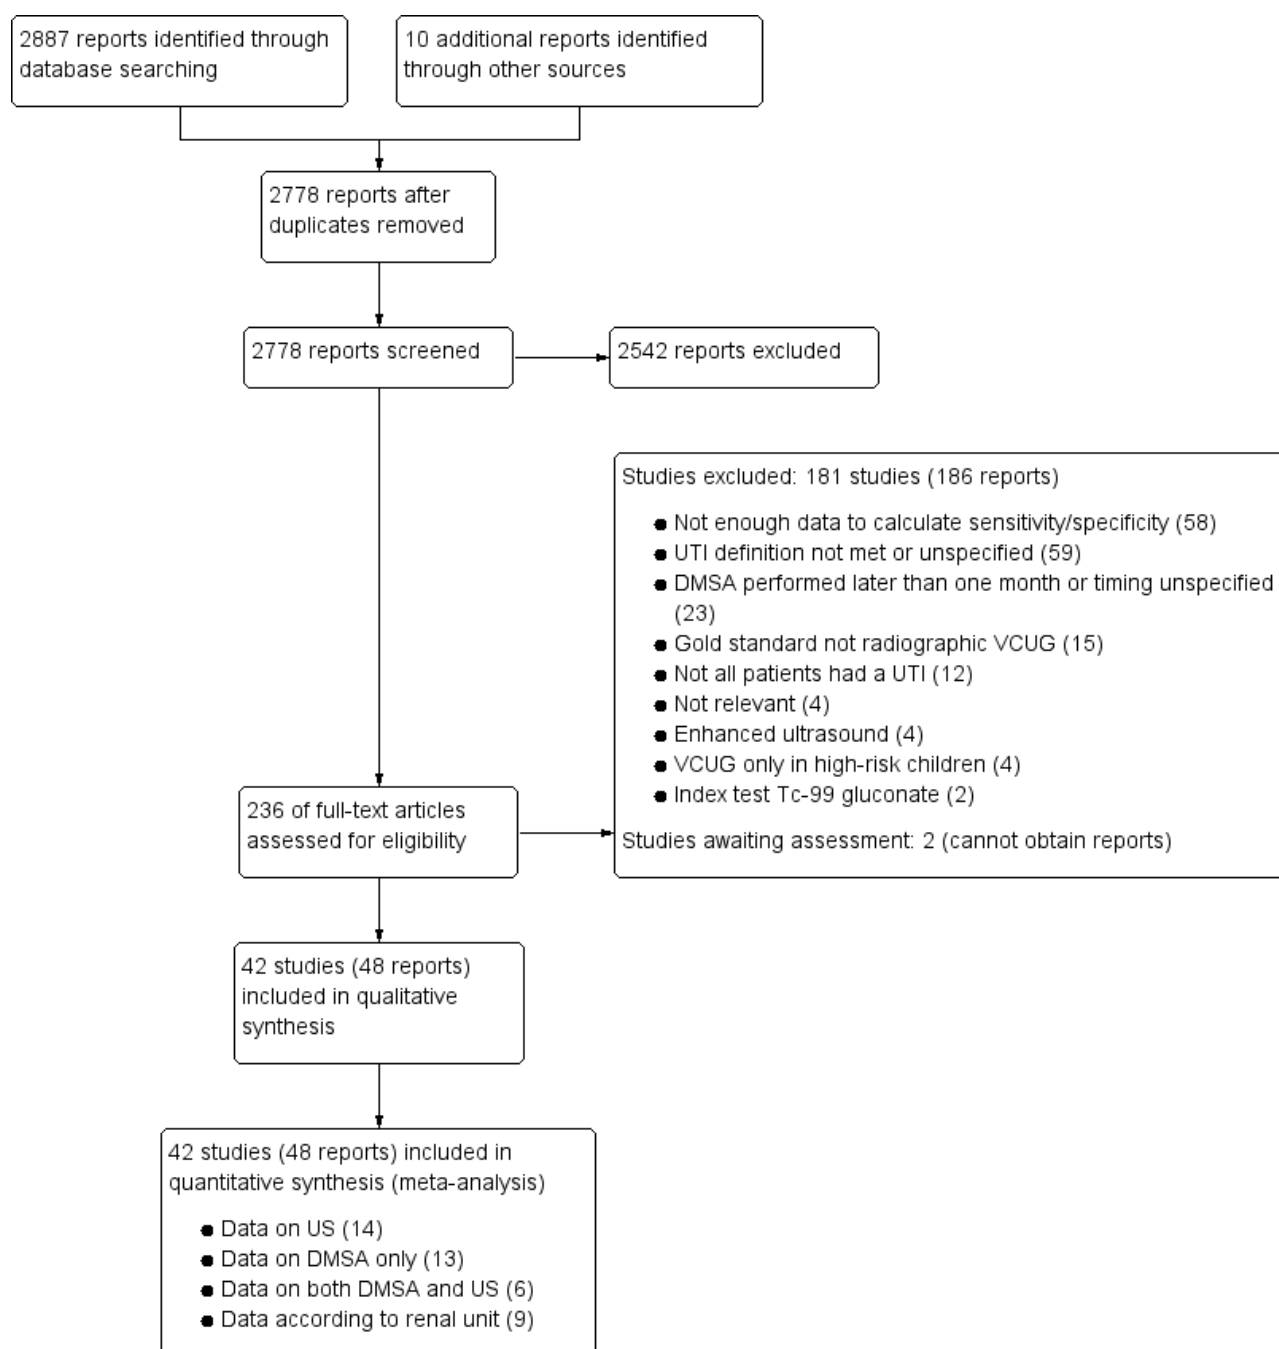 2887 reports identified through
database searching
10 additional reports identified
through other sources
2778 reports after
duplicates removed
2778 reports screened
2542 reports excluded
Studies excluded: 181 studies (186 reports)
● Not enough data to calculate sensitivity/specificity (58)
● UTI definition not met or unspecified (59)
● DMSA performed later than one month or timing unspecified
(23)
● Gold standard not radiographic VCUG (15)
● Not all patients had a UTI (12)
● Not relevant (4)
● Enhanced ultrasound (4)
● VCUG only in high-risk children (4)
● Index test Tc-99 gluconate (2)
Studies awaiting assessment: 2 (cannot obtain reports)
236 of full-text articles
assessed for eligibility
42 studies (48 reports)
included in qualitative
synthesis
42 studies (48 reports) included in
quantitative synthesis (meta-analysis)
● Data on US (14)
● Data on DMSA only (13)
● Data on both DMSA and US (6)
● Data according to renal unit (9)